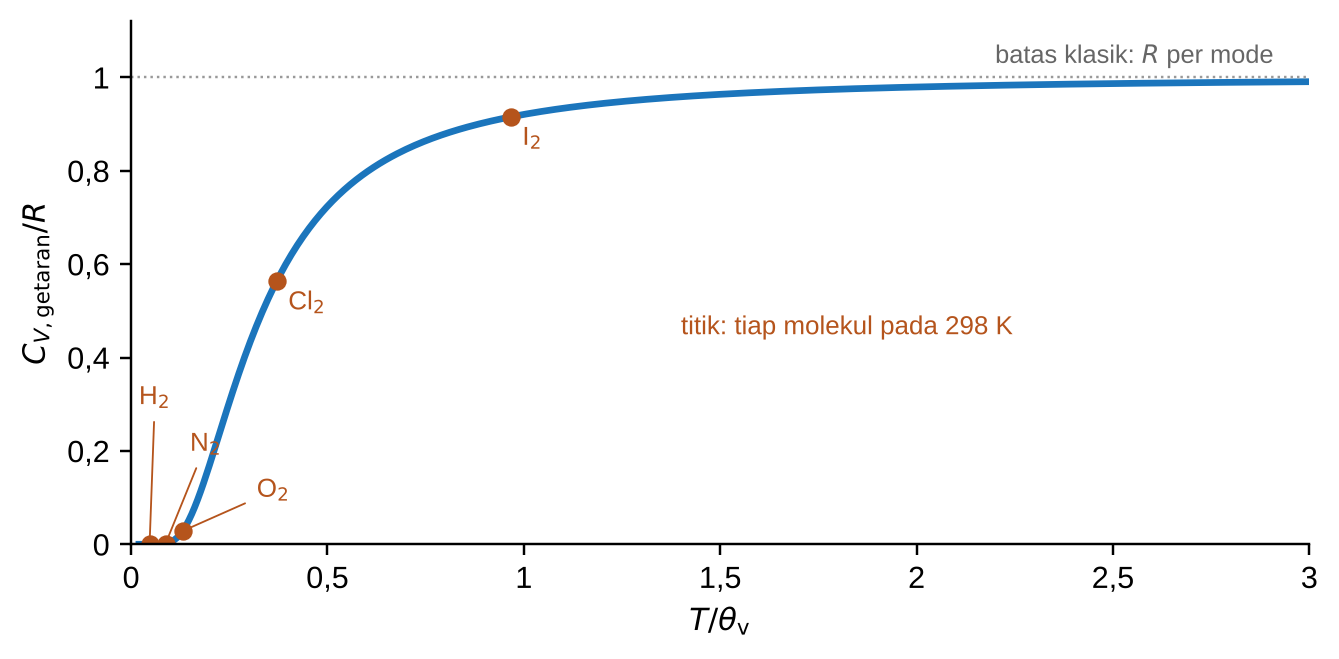 batas klasik: R per mode
1
0,8
0,6
0,4
0,2
0
C_V, getaran/R
I₂
Cl₂
titik: tiap molekul pada 298 K
H₂
N₂
O₂
0
0,5
1
1,5
2
2,5
3
T/θ_v